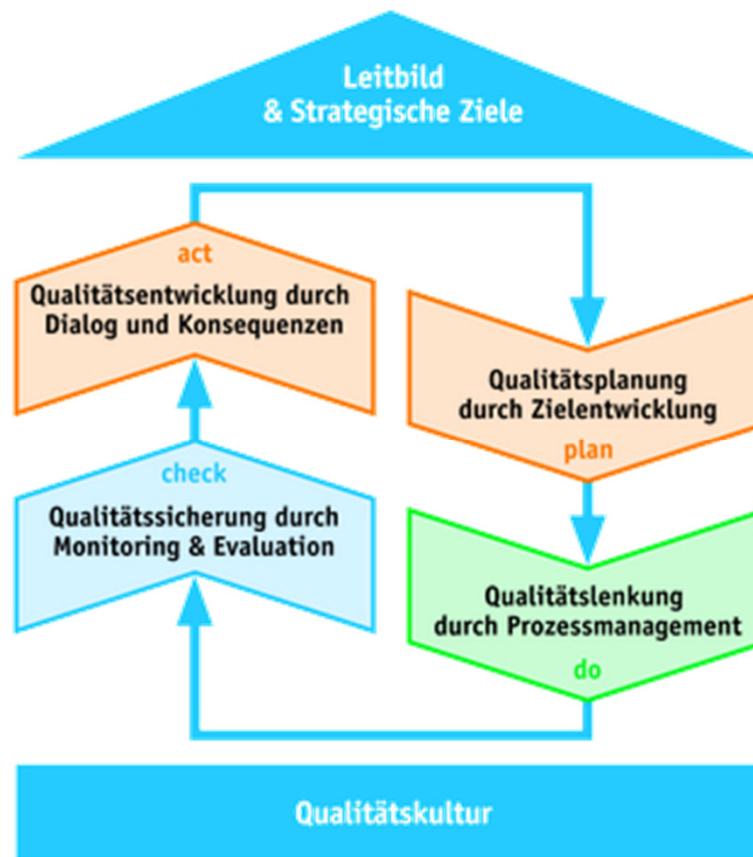 Leitbild
& Strategische Ziele
act
Qualitätsentwicklung durch
Dialog und Konsequenzen
Qualitätsplanung
durch Zielentwicklung
plan
check
Qualitätssicherung durch
Monitoring & Evaluation
Qualitätslenkung
durch Prozessmanagement
do
Qualitätskultur